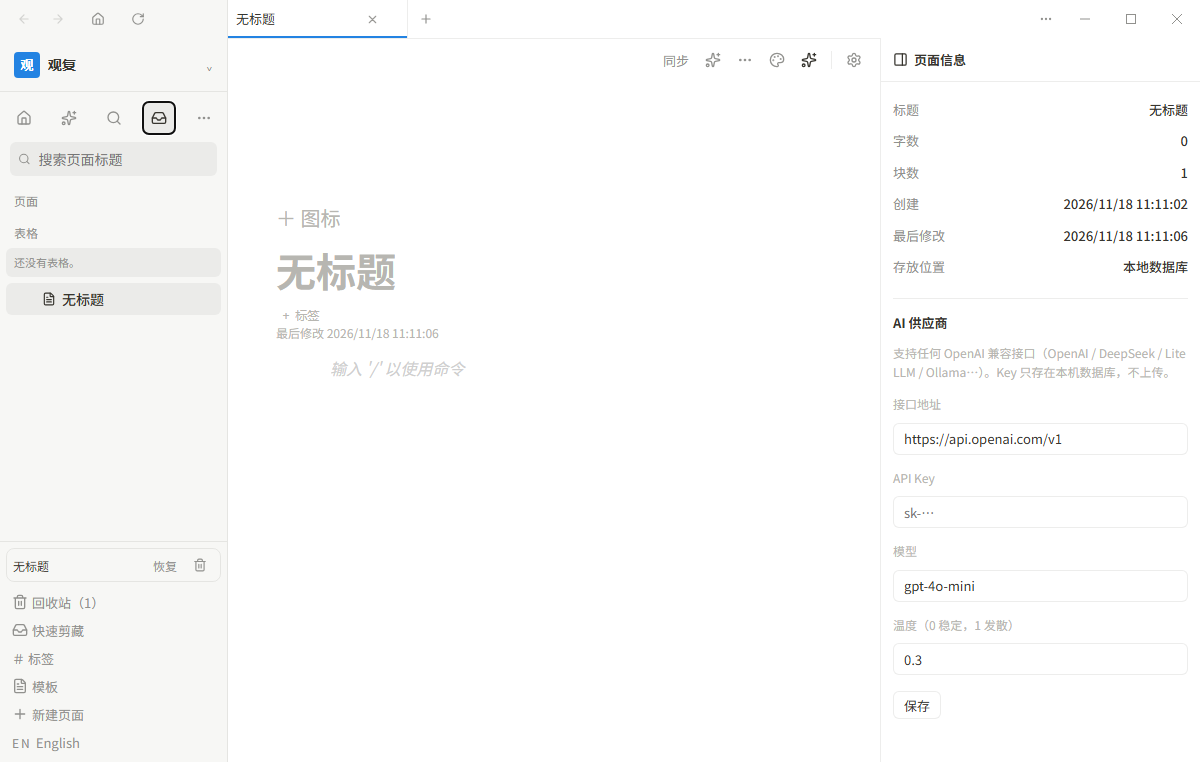 无标题
观 观复
搜索页面标题
页面
表格
还没有表格。
无标题
无标题 恢复
回收站（1）
快速剪藏
# 标签
模板
新建页面
EN English
同步
图标
无标题
+ 标签
最后修改 2026/11/18 11:11:06
输入 '/' 以使用命令
页面信息
标题 无标题
字数 0
块数 1
创建 2026/11/18 11:11:02
最后修改 2026/11/18 11:11:06
存放位置 本地数据库
AI 供应商
支持任何 OpenAI 兼容接口（OpenAI / DeepSeek / Lite
LLM / Ollama…）。Key 只存在本机数据库，不上传。
接口地址
https://api.openai.com/v1
API Key
sk-…
模型
gpt-4o-mini
温度（0 稳定，1 发散）
0.3
保存